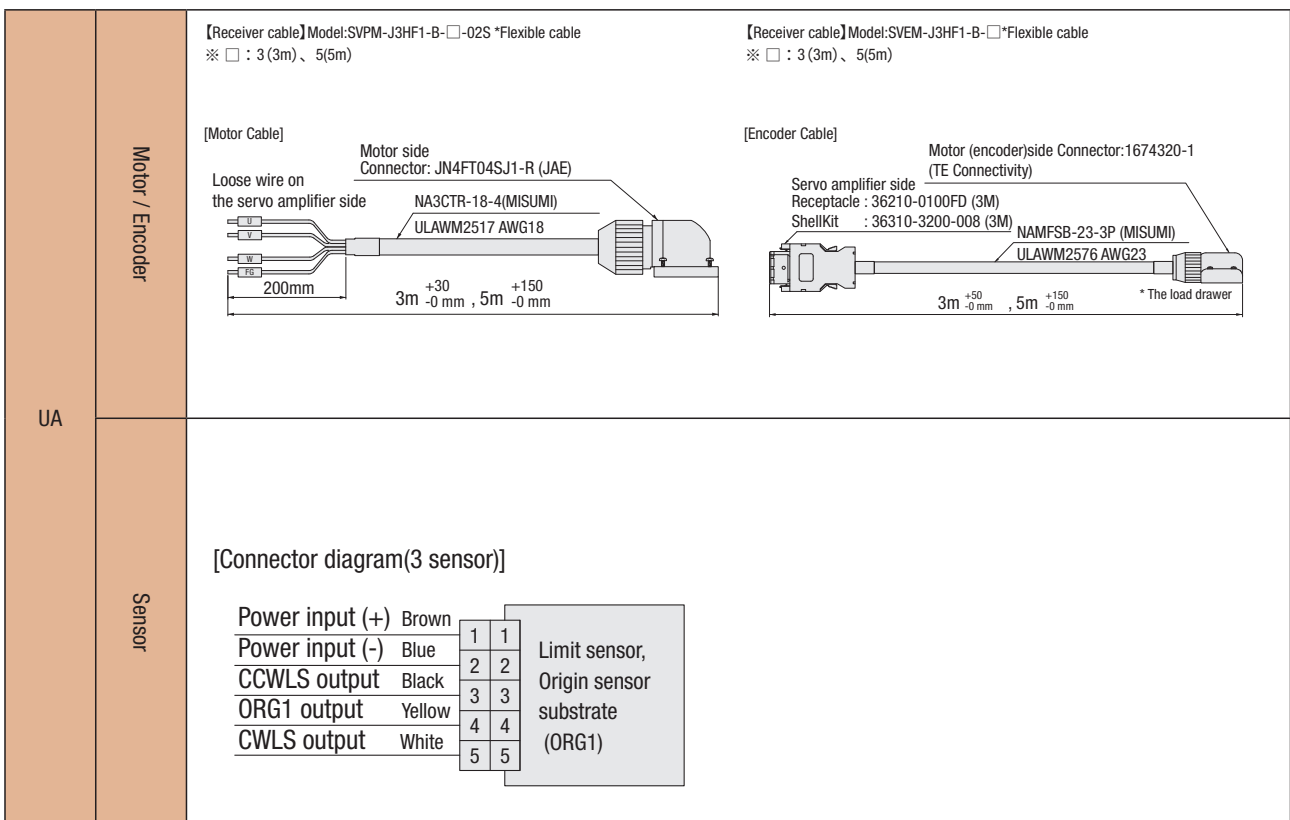 UA
Motor / Encoder
【Receiver cable】Model:SVPM-J3HF1-B-□-02S *Flexible cable
※ □：3(3m)、5(5m)
[Motor Cable]
Motor side
Connector: JN4FT04SJ1-R (JAE)
Loose wire on
the servo amplifier side
NA3CTR-18-4(MISUMI)
ULAWM2517 AWG18
U
V
W
FG
200mm
3m +30 -0 mm , 5m +150 -0 mm
【Receiver cable】Model:SVEM-J3HF1-B-□*Flexible cable
※ □：3(3m)、5(5m)
[Encoder Cable]
Motor (encoder)side Connector:1674320-1
(TE Connectivity)
Servo amplifier side
Receptacle : 36210-0100FD (3M)
ShellKit : 36310-3200-008 (3M)
NAMFSB-23-3P (MISUMI)
ULAWM2576 AWG23
* The load drawer
3m +50 -0 mm , 5m +150 -0 mm
Sensor
[Connector diagram(3 sensor)]
Power input (+) Brown 1 1
Power input (-) Blue 2 2
CCWLS output Black 3 3
ORG1 output Yellow 4 4
CWLS output White 5 5
Limit sensor,
Origin sensor
substrate
(ORG1)